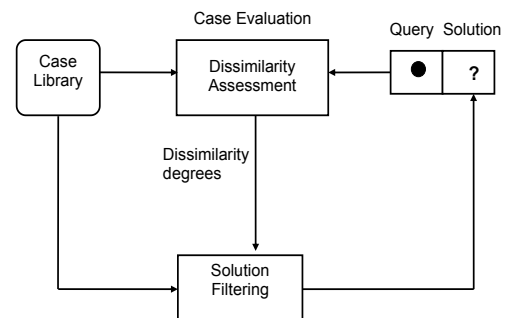 Case Evaluation
Query Solution
Case
Library
Dissimilarity
Assessment
?
Dissimilarity
degrees
Solution
Filtering